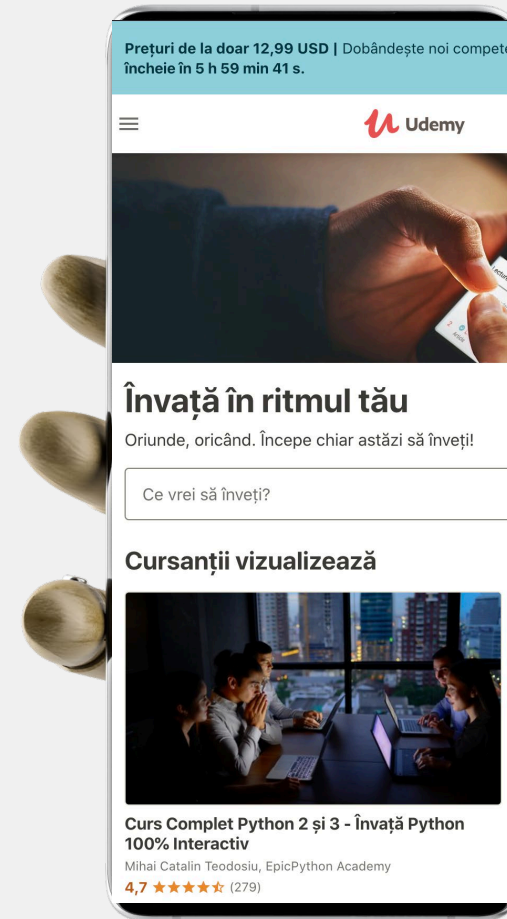 Prețuri de la doar 12,99 USD | Dobândește noi compete
încheie în 5 h 59 min 41 s.
Udemy
Învață în ritmul tău
Oriunde, oricând. Începe chiar astăzi să înveți!
Ce vrei să înveți?
Cursanții vizualizează
Curs Complet Python 2 și 3 - Învață Python
100% Interactiv
Mihai Catalin Teodosiu, EpicPython Academy
4,7 (279)